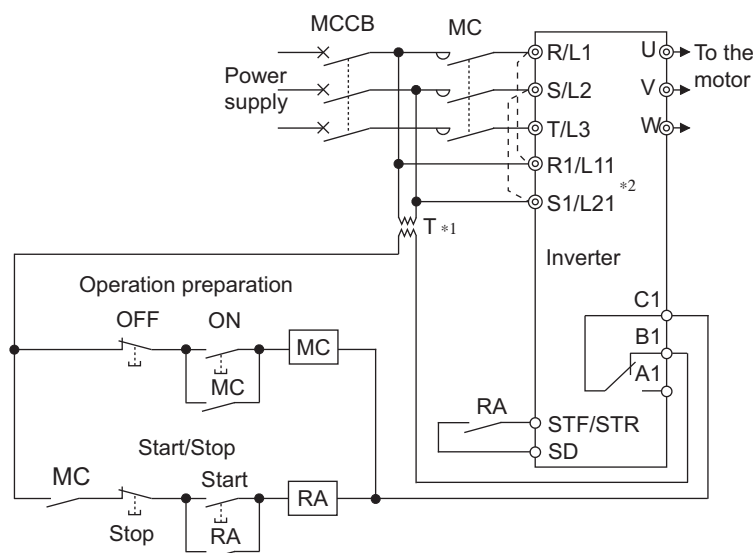 MCCB
MC
Power
supply
R/L1
S/L2
T/L3
R1/L11
S1/L21 *2
U
V
W
To the
motor
T *1
Inverter
Operation preparation
OFF
ON
MC
MC
C1
B1
A1
RA
STF/STR
SD
Start/Stop
MC
Start
RA
Stop
RA